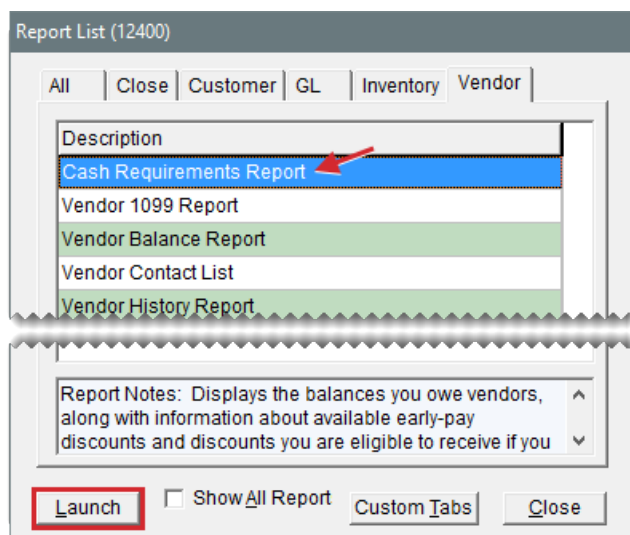 Report List (12400)
All Close Customer GL Inventory Vendor
Description
Cash Requirements Report
Vendor 1099 Report
Vendor Balance Report
Vendor Contact List
Vendor History Report
Report Notes: Displays the balances you owe vendors,
along with information about available early-pay
discounts and discounts you are eligible to receive if you
Launch Show All Report Custom Tabs Close